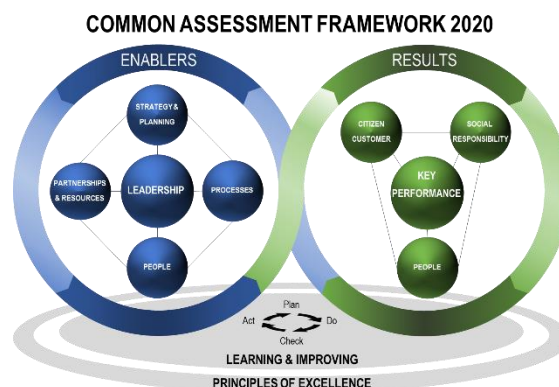 COMMON ASSESSMENT FRAMEWORK 2020
ENABLERS
STRATEGY &
PLANNING
PARTNERSHIPS
& RESOURCES
LEADERSHIP
PROCESSES
PEOPLE
RESULTS
CITIZEN
CUSTOMER
SOCIAL
RESPONSIBILITY
KEY
PERFORMANCE
PEOPLE
Plan
Act
Do
Check
LEARNING & IMPROVING
PRINCIPLES OF EXCELLENCE